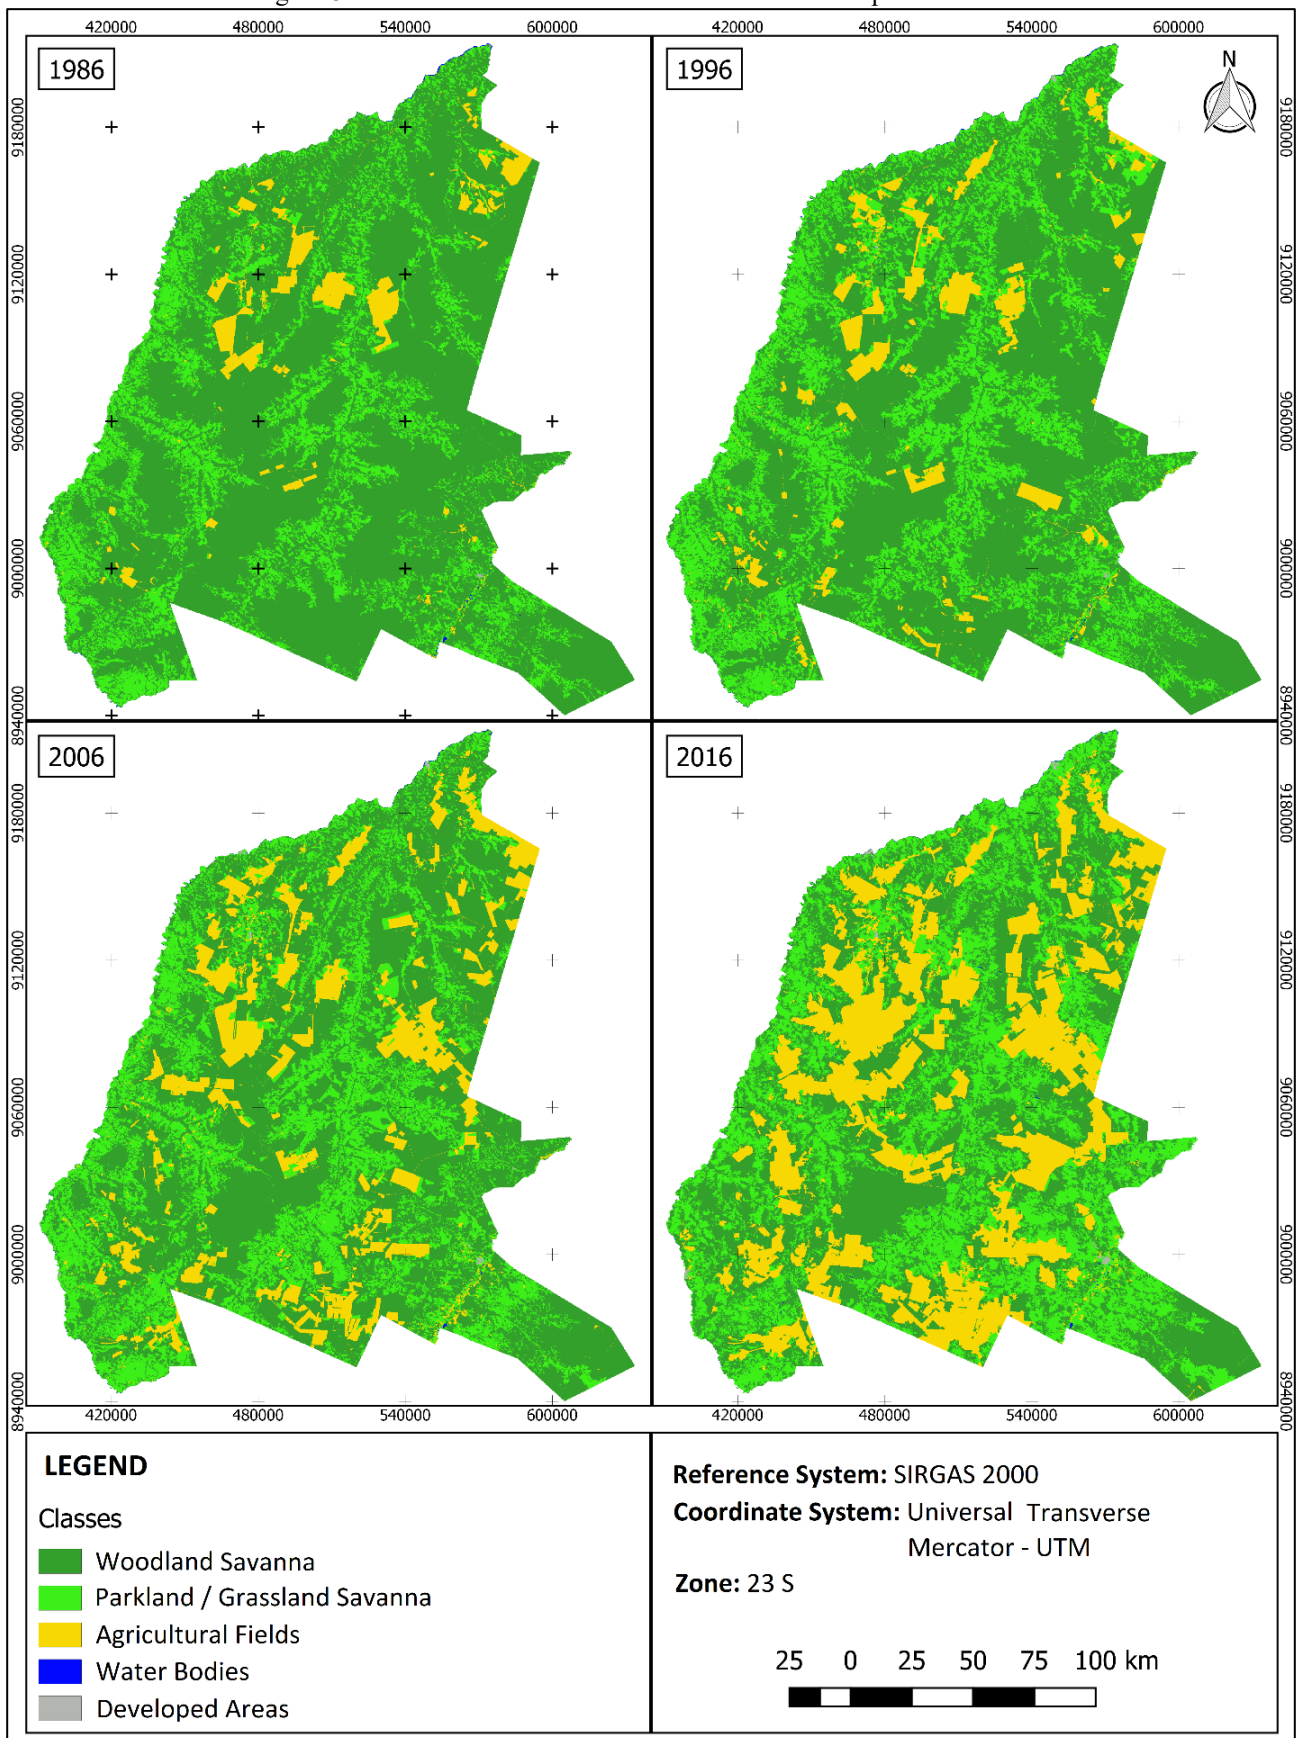 420000 480000 540000 600000 420000 480000 540000 600000
1986
1996
N
9180000
9120000
9060000
9000000
8940000
9180000
9120000
9060000
9000000
8940000
2006
2016
9180000
9120000
9060000
9000000
8940000
9180000
9120000
9060000
9000000
8940000
420000 480000 540000 600000 420000 480000 540000 600000
LEGEND
Classes
Woodland Savanna
Parkland / Grassland Savanna
Agricultural Fields
Water Bodies
Developed Areas
Reference System: SIRGAS 2000
Coordinate System: Universal Transverse
Mercator - UTM
Zone: 23 S
25 0 25 50 75 100 km